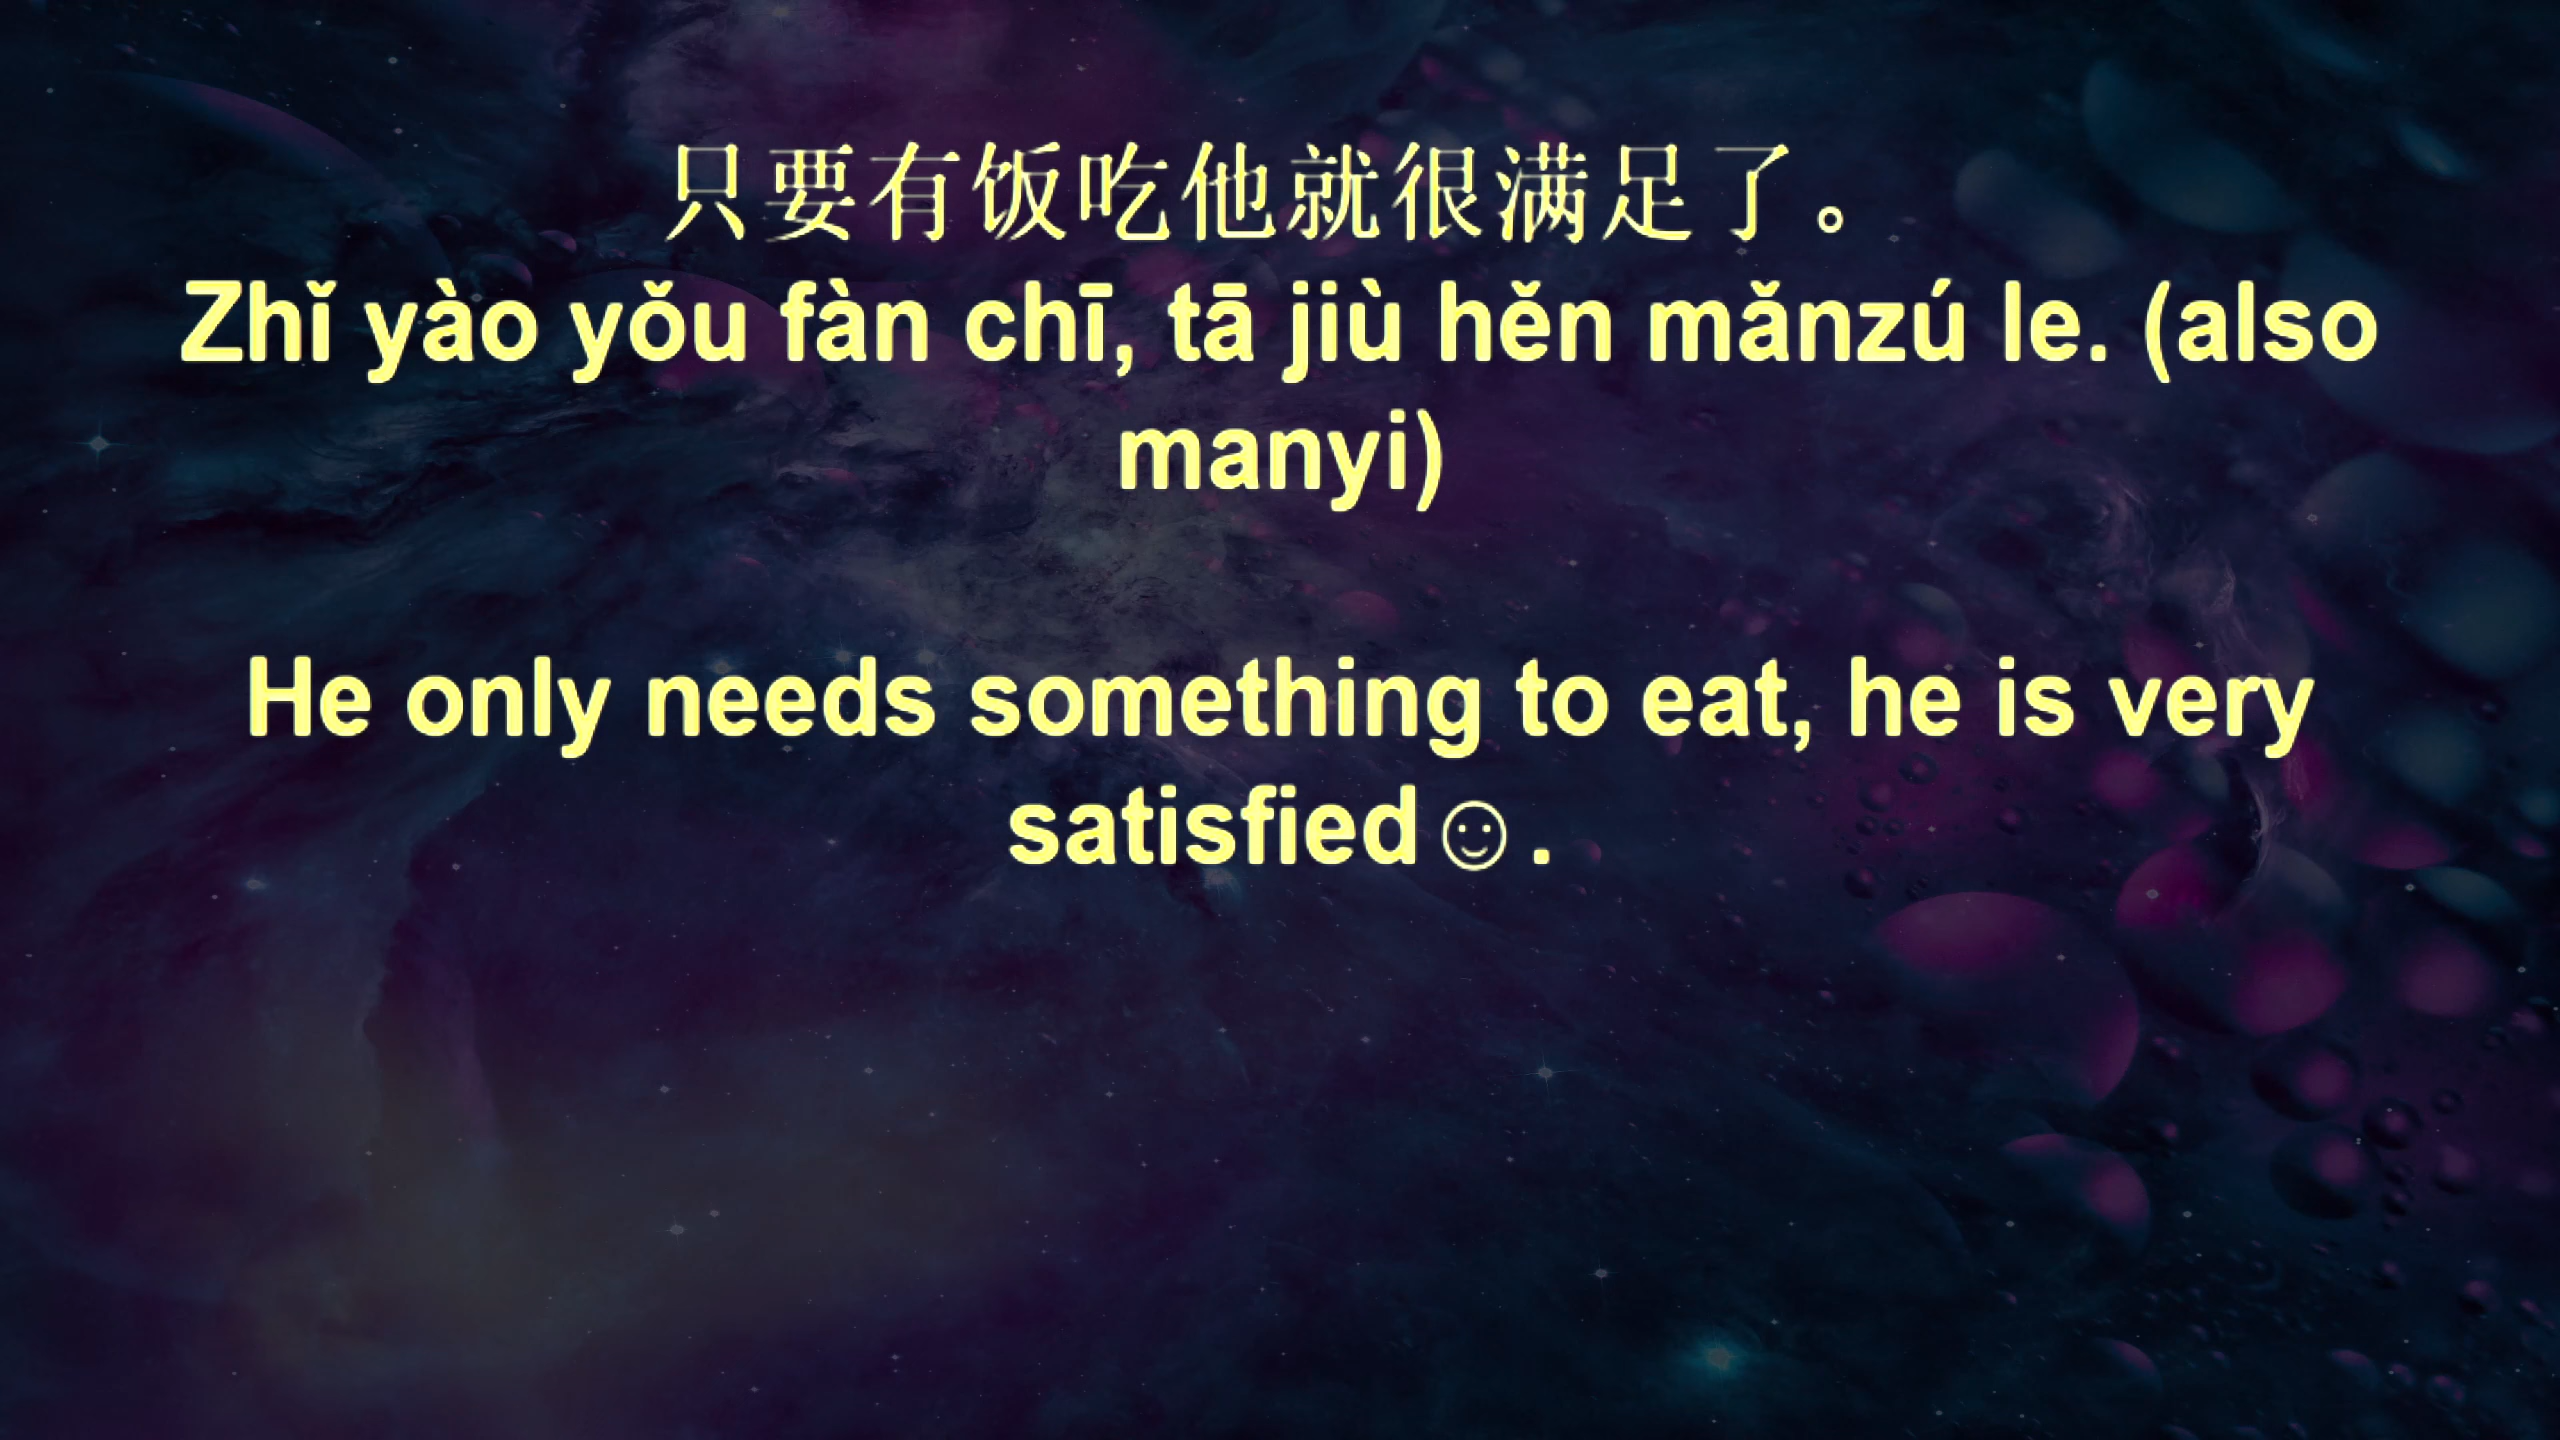 只要有饭吃他就很满足了。
Zhǐ yào yǒu fàn chī, tā jiù hěn mǎnzú le. (also
manyi)
He only needs something to eat, he is very
satisfied☺.